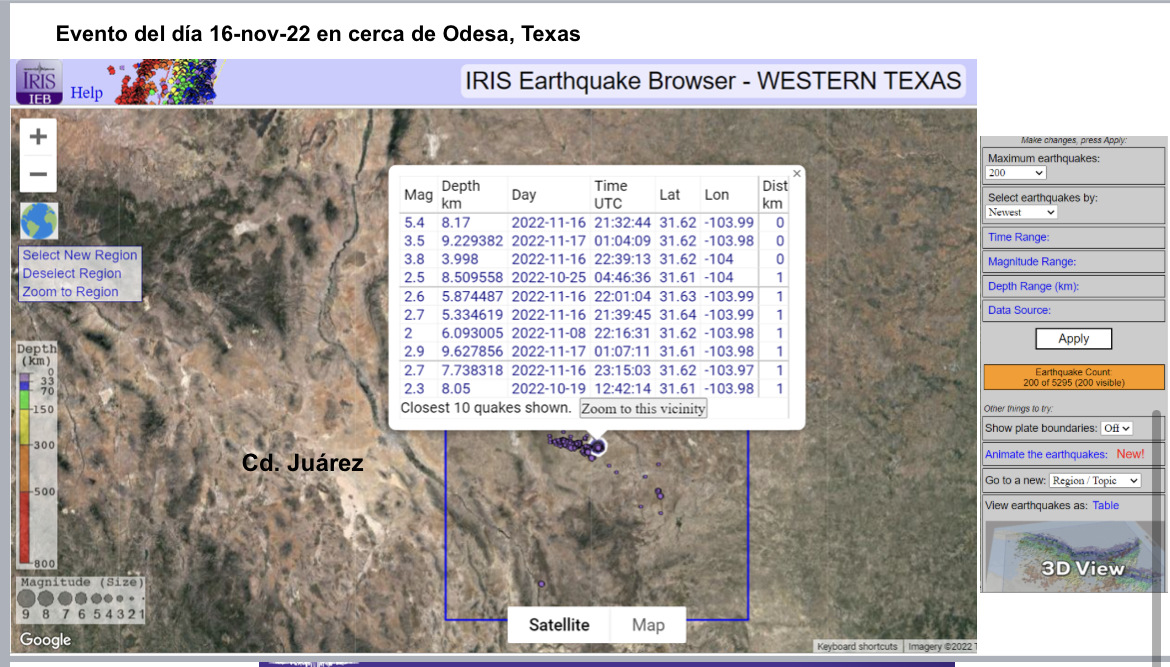 Evento del día 16-nov-22 en cerca de Odesa, Texas
IRIS
IEB
Help
IRIS Earthquake Browser - WESTERN TEXAS
+
−
Select New Region
Deselect Region
Zoom to Region
Depth
(km)
0
33
70
150
300
500
800
Magnitude (Size)
9 8 7 6 5 4 3 2 1
Google
Cd. Juárez
×
Mag Depth km Day Time UTC Lat Lon Dist km
5.4 8.17 2022-11-16 21:32:44 31.62 -103.99 0
3.5 9.229382 2022-11-17 01:04:09 31.62 -103.98 0
3.8 3.998 2022-11-16 22:39:13 31.62 -104 0
2.5 8.509558 2022-10-25 04:46:36 31.61 -104 1
2.6 5.874487 2022-11-16 22:01:04 31.63 -103.99 1
2.7 5.334619 2022-11-16 21:39:45 31.64 -103.99 1
2 6.093005 2022-11-08 22:16:31 31.62 -103.98 1
2.9 9.627856 2022-11-17 01:07:11 31.61 -103.98 1
2.7 7.738318 2022-11-16 23:15:03 31.62 -103.97 1
2.3 8.05 2022-10-19 12:42:14 31.61 -103.98 1
Closest 10 quakes shown. Zoom to this vicinity
Satellite Map
Keyboard shortcuts Imagery ©2022
Make changes, press Apply:
Maximum earthquakes:
200
Select earthquakes by:
Newest
Time Range:
Magnitude Range:
Depth Range (km):
Data Source:
Apply
Earthquake Count:
200 of 5295 (200 visible)
Other things to try:
Show plate boundaries: Off
Animate the earthquakes: New!
Go to a new: Region / Topic
View earthquakes as: Table
3D View